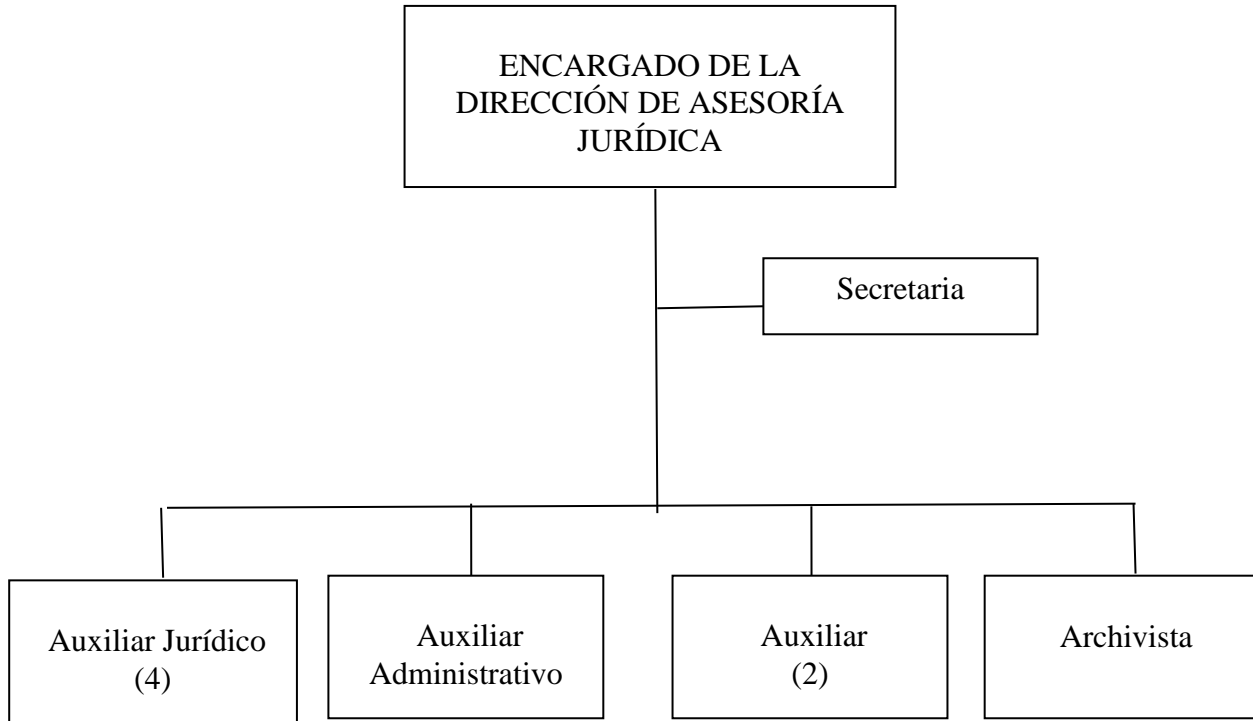 ENCARGADO DE LA
DIRECCIÓN DE ASESORÍA
JURÍDICA
Secretaria
Auxiliar Jurídico
(4)
Auxiliar
Administrativo
Auxiliar
(2)
Archivista